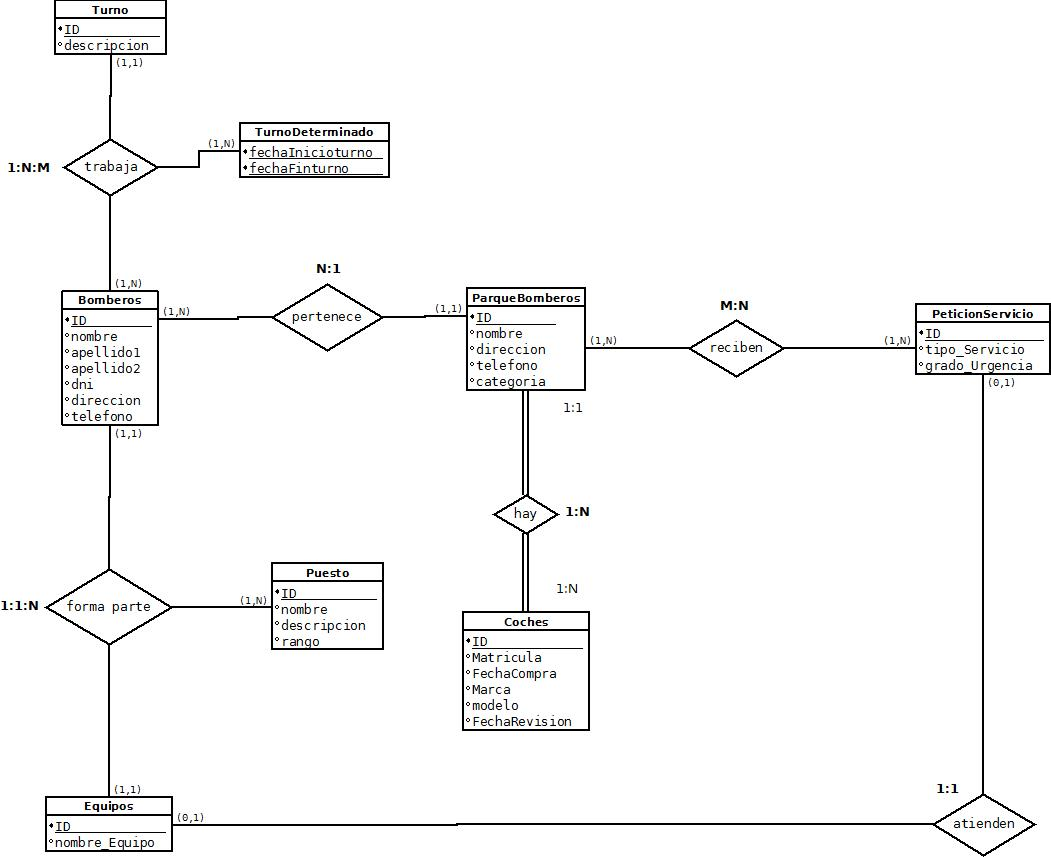 Turno
ID
descripcion
(1,1)
TurnoDeterminado
fechaInicioturno
fechaFinturno
(1,N)
1:N:M
trabaja
(1,N)
Bomberos
ID
nombre
apellido1
apellido2
dni
direccion
telefono
(1,N)
N:1
pertenece
(1,1)
ParqueBomberos
ID
nombre
direccion
telefono
categoria
(1,N)
M:N
reciben
(1,N)
PeticionServicio
ID
tipo_Servicio
grado_Urgencia
(0,1)
1:1
(1,1)
hay
1:N
1:N
1:1:N
forma parte
(1,N)
Puesto
ID
nombre
descripcion
rango
Coches
ID
Matricula
FechaCompra
Marca
modelo
FechaRevision
(1,1)
Equipos
ID
nombre_Equipo
(0,1)
1:1
atienden